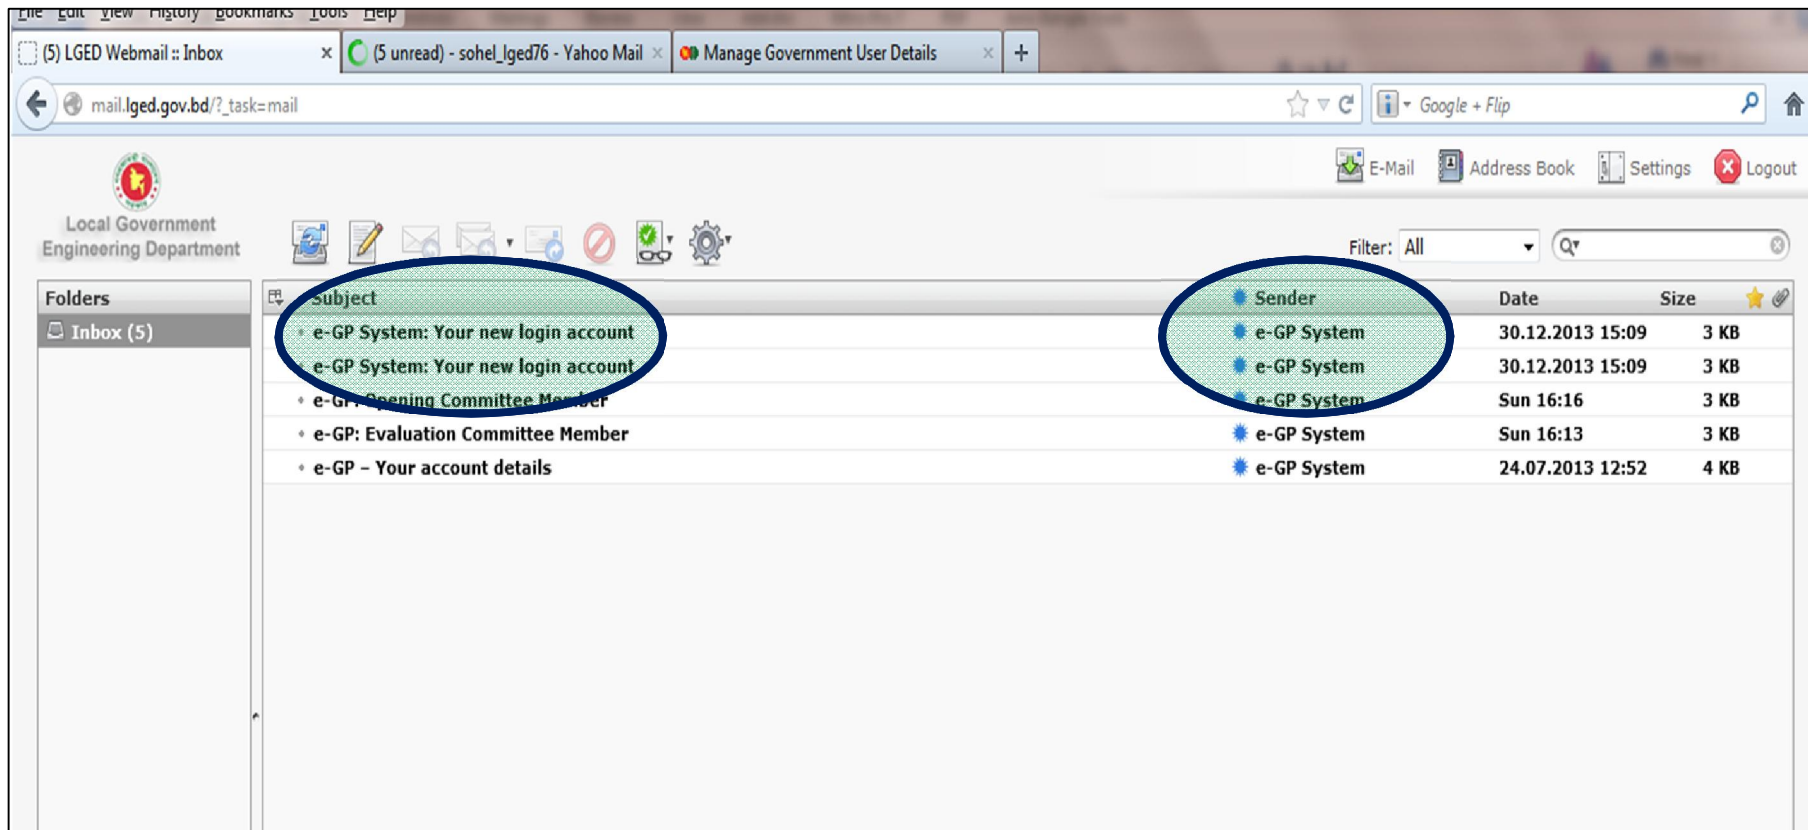 File Edit View History Bookmarks Tools Help
(5) LGED Webmail :: Inbox (5 unread) - sohel_lged76 - Yahoo Mail Manage Government User Details
mail.lged.gov.bd/?_task=mail Google + Flip
E-Mail Address Book Settings Logout
Local Government
Engineering Department
Filter: All
Folders Subject Sender Date Size
Inbox (5) e-GP System: Your new login account e-GP System 30.12.2013 15:09 3 KB
e-GP System: Your new login account e-GP System 30.12.2013 15:09 3 KB
e-GP: Opening Committee Member e-GP System Sun 16:16 3 KB
e-GP: Evaluation Committee Member e-GP System Sun 16:13 3 KB
e-GP – Your account details e-GP System 24.07.2013 12:52 4 KB